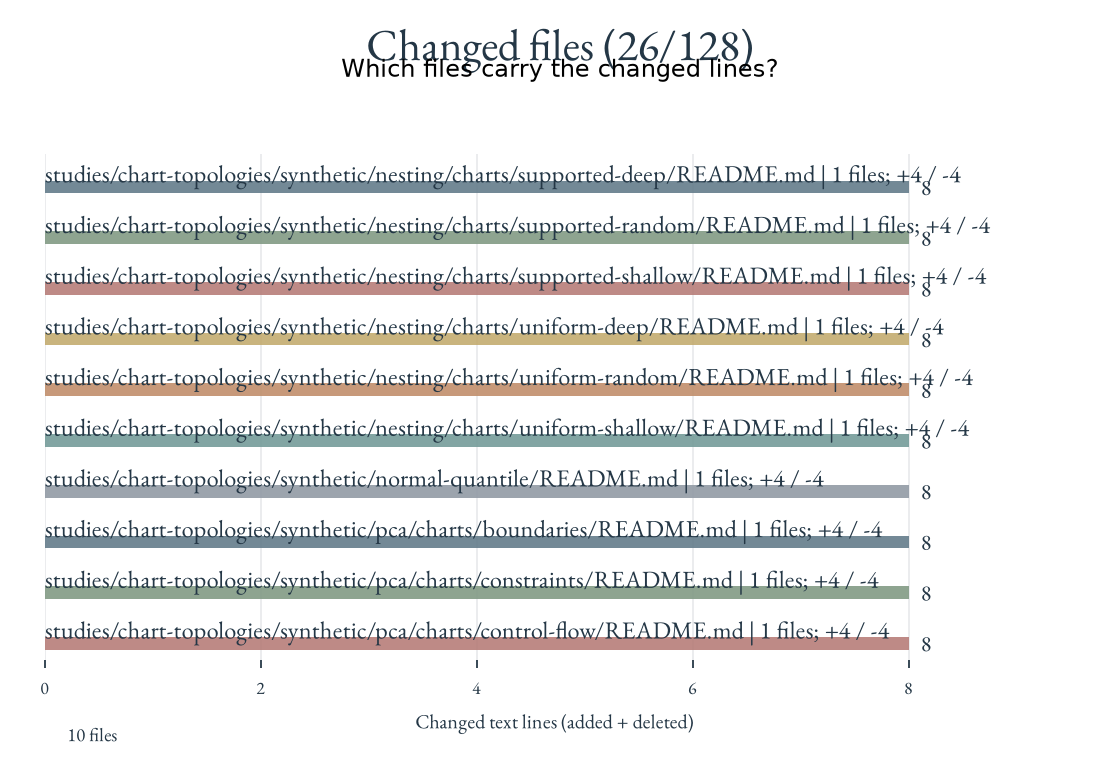 Changed files (26/128)
Which files carry the changed lines?
studies/chart-topologies/synthetic/nesting/charts/supported-deep/README.md | 1 files; +4 / -4
8
studies/chart-topologies/synthetic/nesting/charts/supported-random/README.md | 1 files; +4 / -4
8
studies/chart-topologies/synthetic/nesting/charts/supported-shallow/README.md | 1 files; +4 / -4
8
studies/chart-topologies/synthetic/nesting/charts/uniform-deep/README.md | 1 files; +4 / -4
8
studies/chart-topologies/synthetic/nesting/charts/uniform-random/README.md | 1 files; +4 / -4
8
studies/chart-topologies/synthetic/nesting/charts/uniform-shallow/README.md | 1 files; +4 / -4
8
studies/chart-topologies/synthetic/normal-quantile/README.md | 1 files; +4 / -4
8
studies/chart-topologies/synthetic/pca/charts/boundaries/README.md | 1 files; +4 / -4
8
studies/chart-topologies/synthetic/pca/charts/constraints/README.md | 1 files; +4 / -4
8
studies/chart-topologies/synthetic/pca/charts/control-flow/README.md | 1 files; +4 / -4
8
0 2 4 6 8
Changed text lines (added + deleted)
10 files